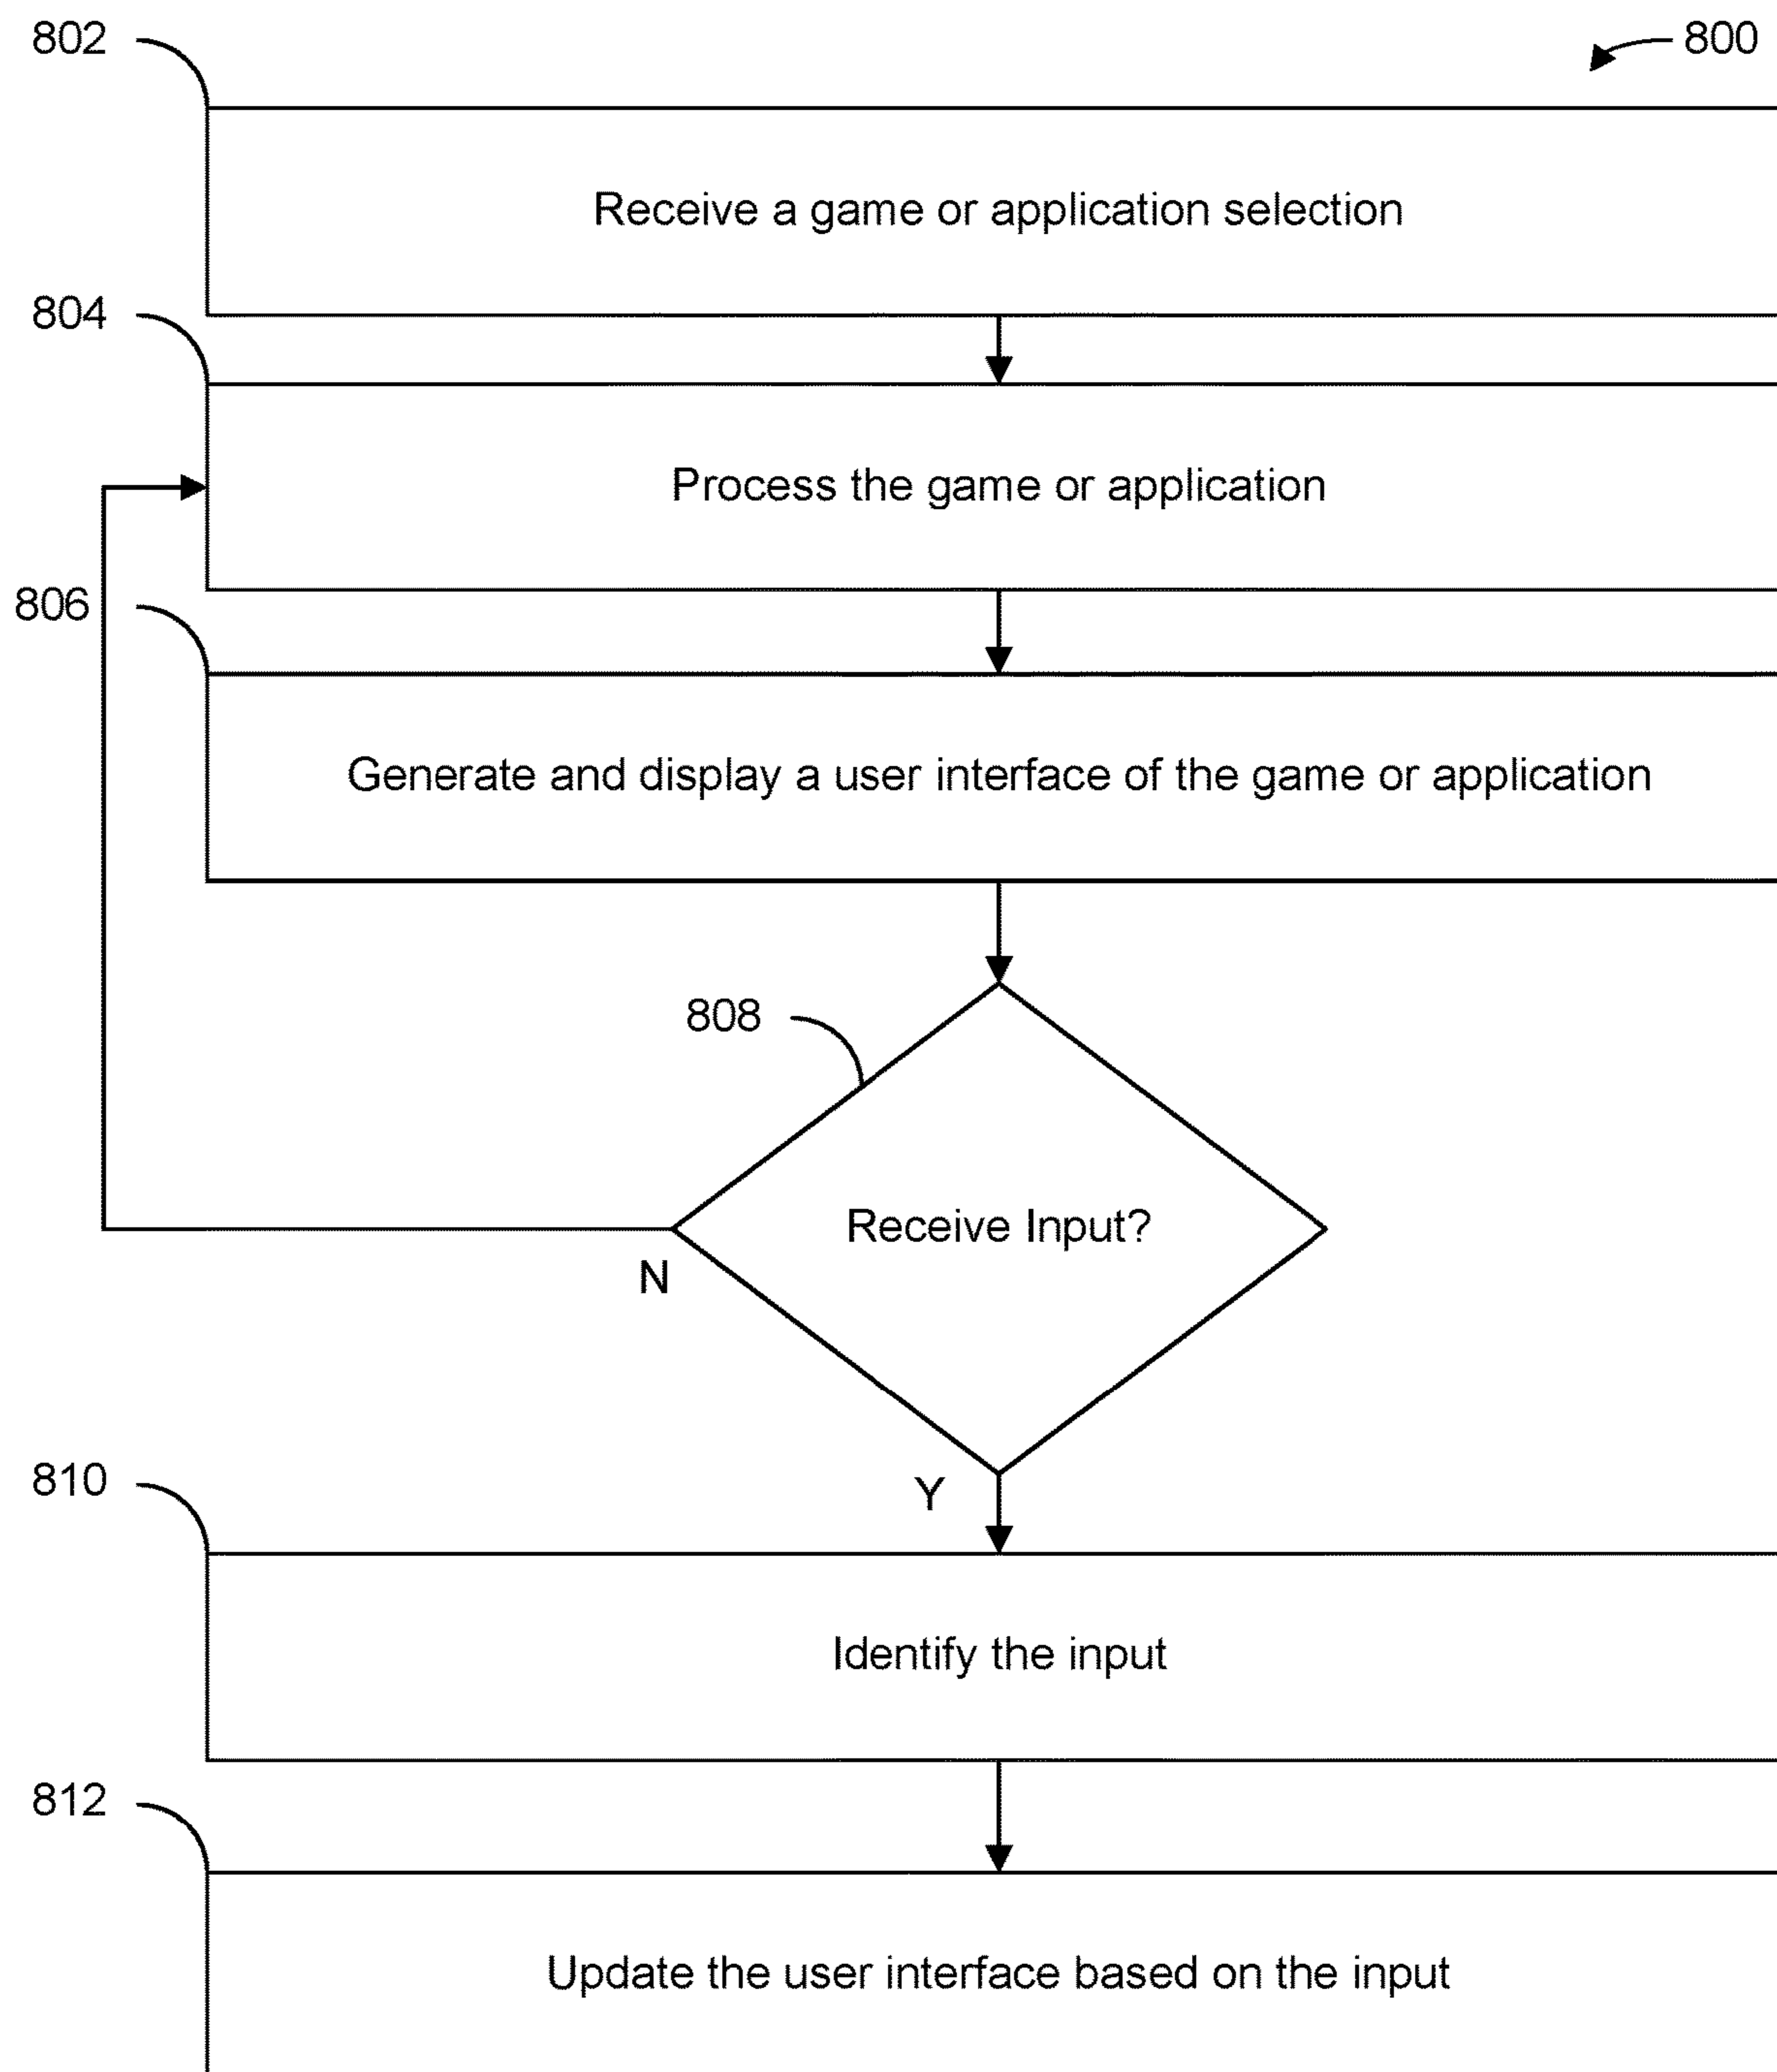 802
800
Receive a game or application selection
804
Process the game or application
806
Generate and display a user interface of the game or application
808
Receive Input?
N
Y
810
Identify the input
812
Update the user interface based on the input